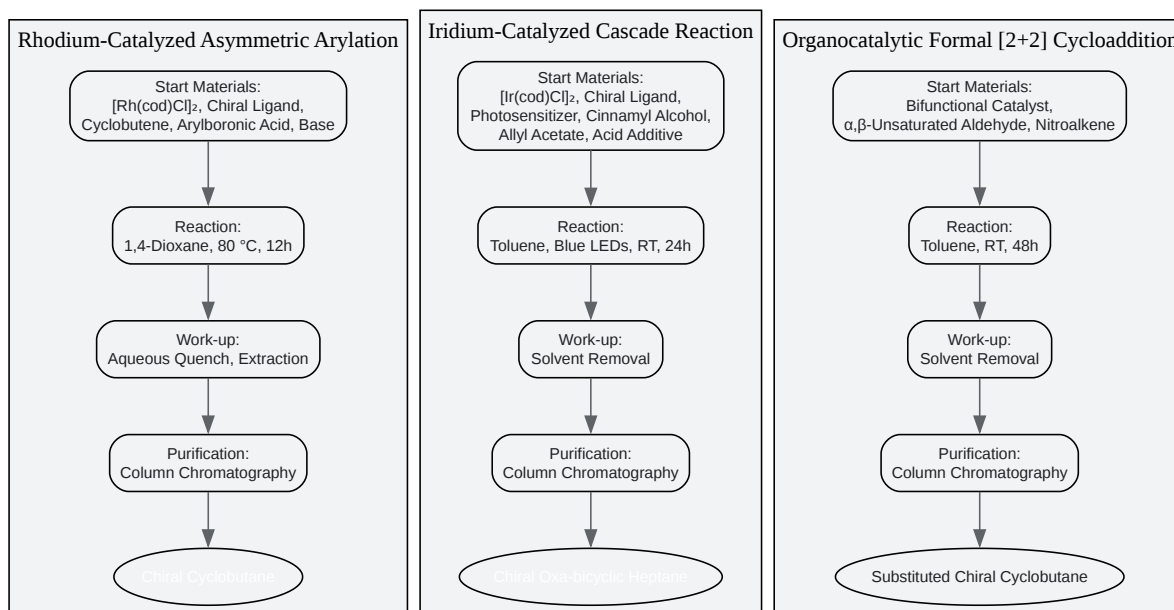 Rhodium-Catalyzed Asymmetric Arylation
Start Materials:
[Rh(cod)Cl]₂, Chiral Ligand,
Cyclobutene, Arylboronic Acid, Base
Reaction:
1,4-Dioxane, 80 °C, 12h
Work-up:
Aqueous Quench, Extraction
Purification:
Column Chromatography
Chiral Cyclobutane
Iridium-Catalyzed Cascade Reaction
Start Materials:
[Ir(cod)Cl]₂, Chiral Ligand,
Photosensitizer, Cinnamyl Alcohol,
Allyl Acetate, Acid Additive
Reaction:
Toluene, Blue LEDs, RT, 24h
Work-up:
Solvent Removal
Purification:
Column Chromatography
Chiral Oxa-bicyclic Heptane
Organocatalytic Formal [2+2] Cycloaddition
Start Materials:
Bifunctional Catalyst,
α,β-Unsaturated Aldehyde, Nitroalkene
Reaction:
Toluene, RT, 48h
Work-up:
Solvent Removal
Purification:
Column Chromatography
Substituted Chiral Cyclobutane